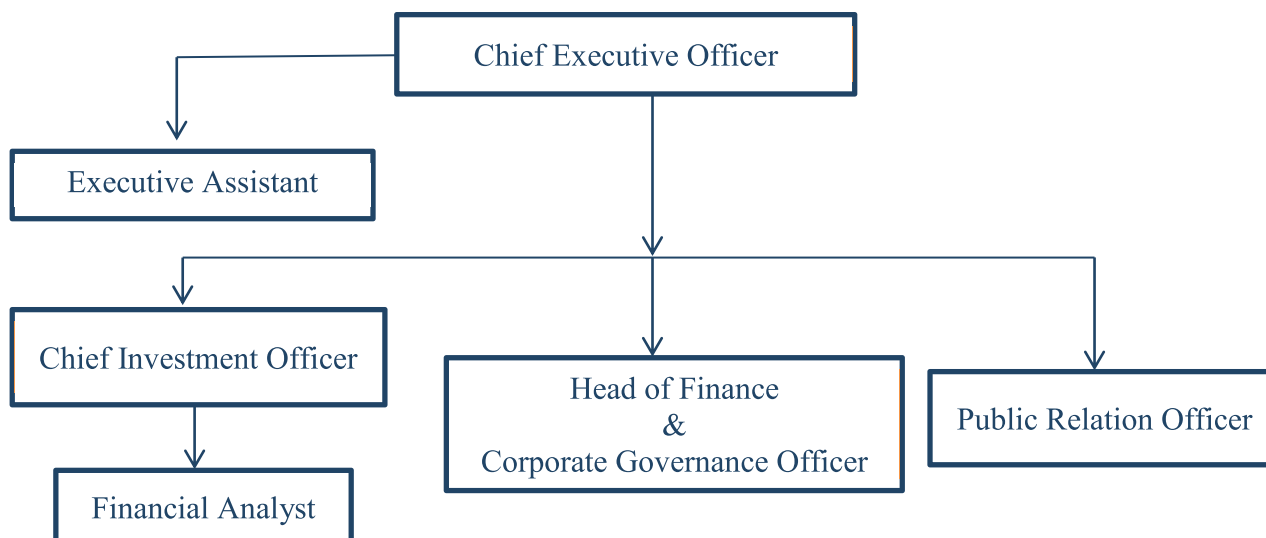 Chief Executive Officer
Executive Assistant
Chief Investment Officer
Head of Finance
&
Corporate Governance Officer
Public Relation Officer
Financial Analyst